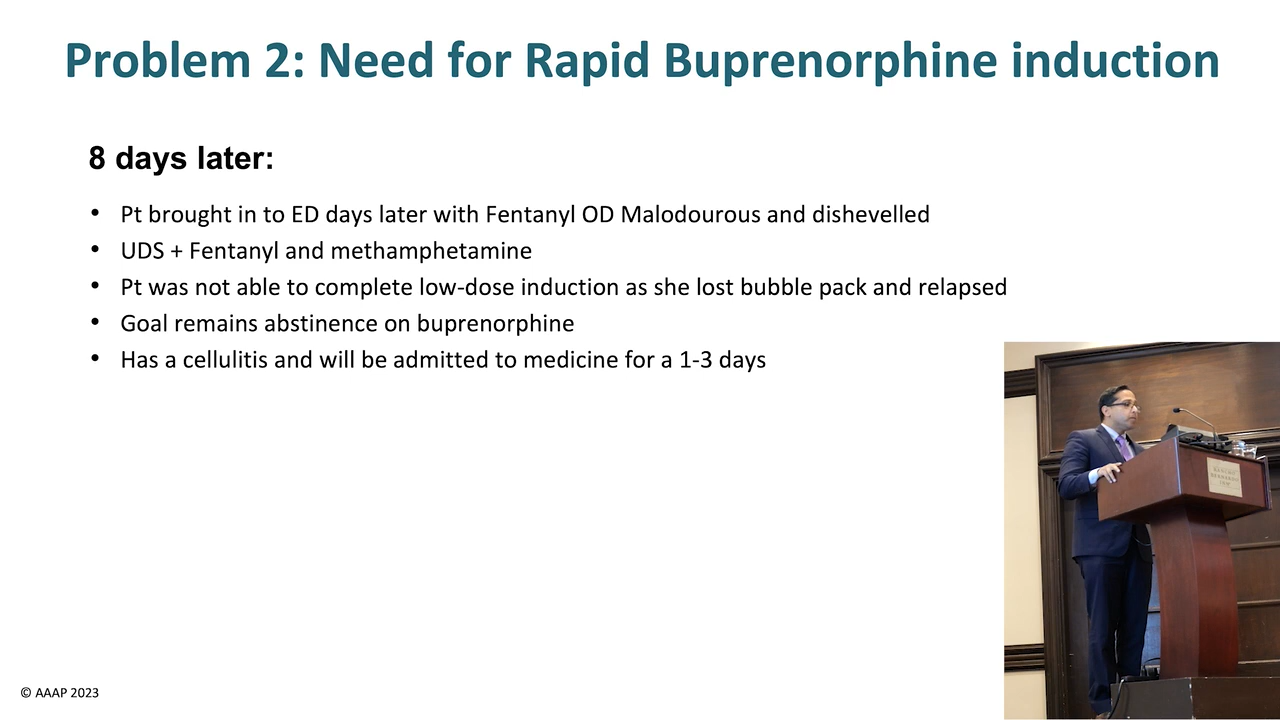 Problem 2: Need for Rapid Buprenorphine induction
8 days later:
• Pt brought in to ED days later with Fentanyl OD Malodourous and dishevelled
• UDS + Fentanyl and methamphetamine
• Pt was not able to complete low-dose induction as she lost bubble pack and relapsed
• Goal remains abstinence on buprenorphine
• Has a cellulitis and will be admitted to medicine for a 1-3 days
© AAAP 2023